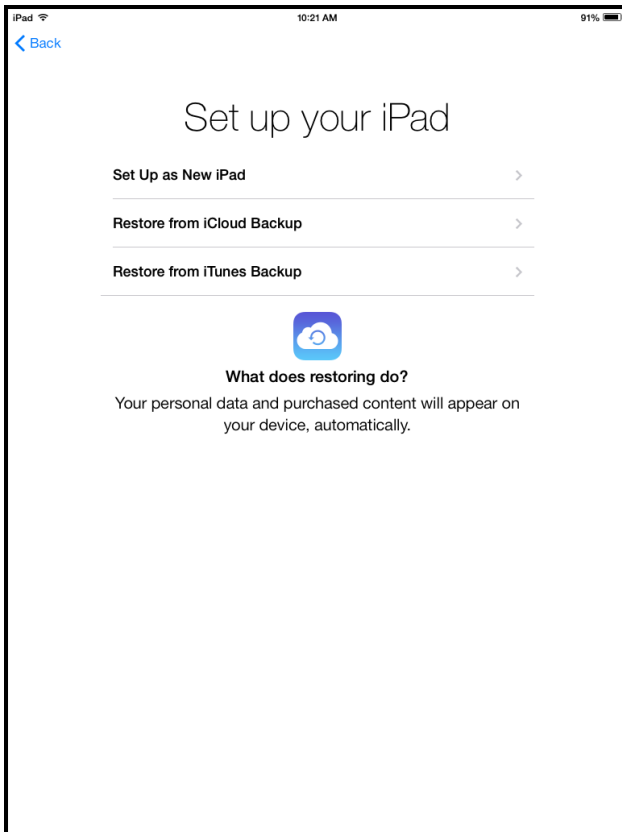 iPad 10:21 AM 91%
Back
Set up your iPad
Set Up as New iPad
Restore from iCloud Backup
Restore from iTunes Backup
What does restoring do?
Your personal data and purchased content will appear on
your device, automatically.